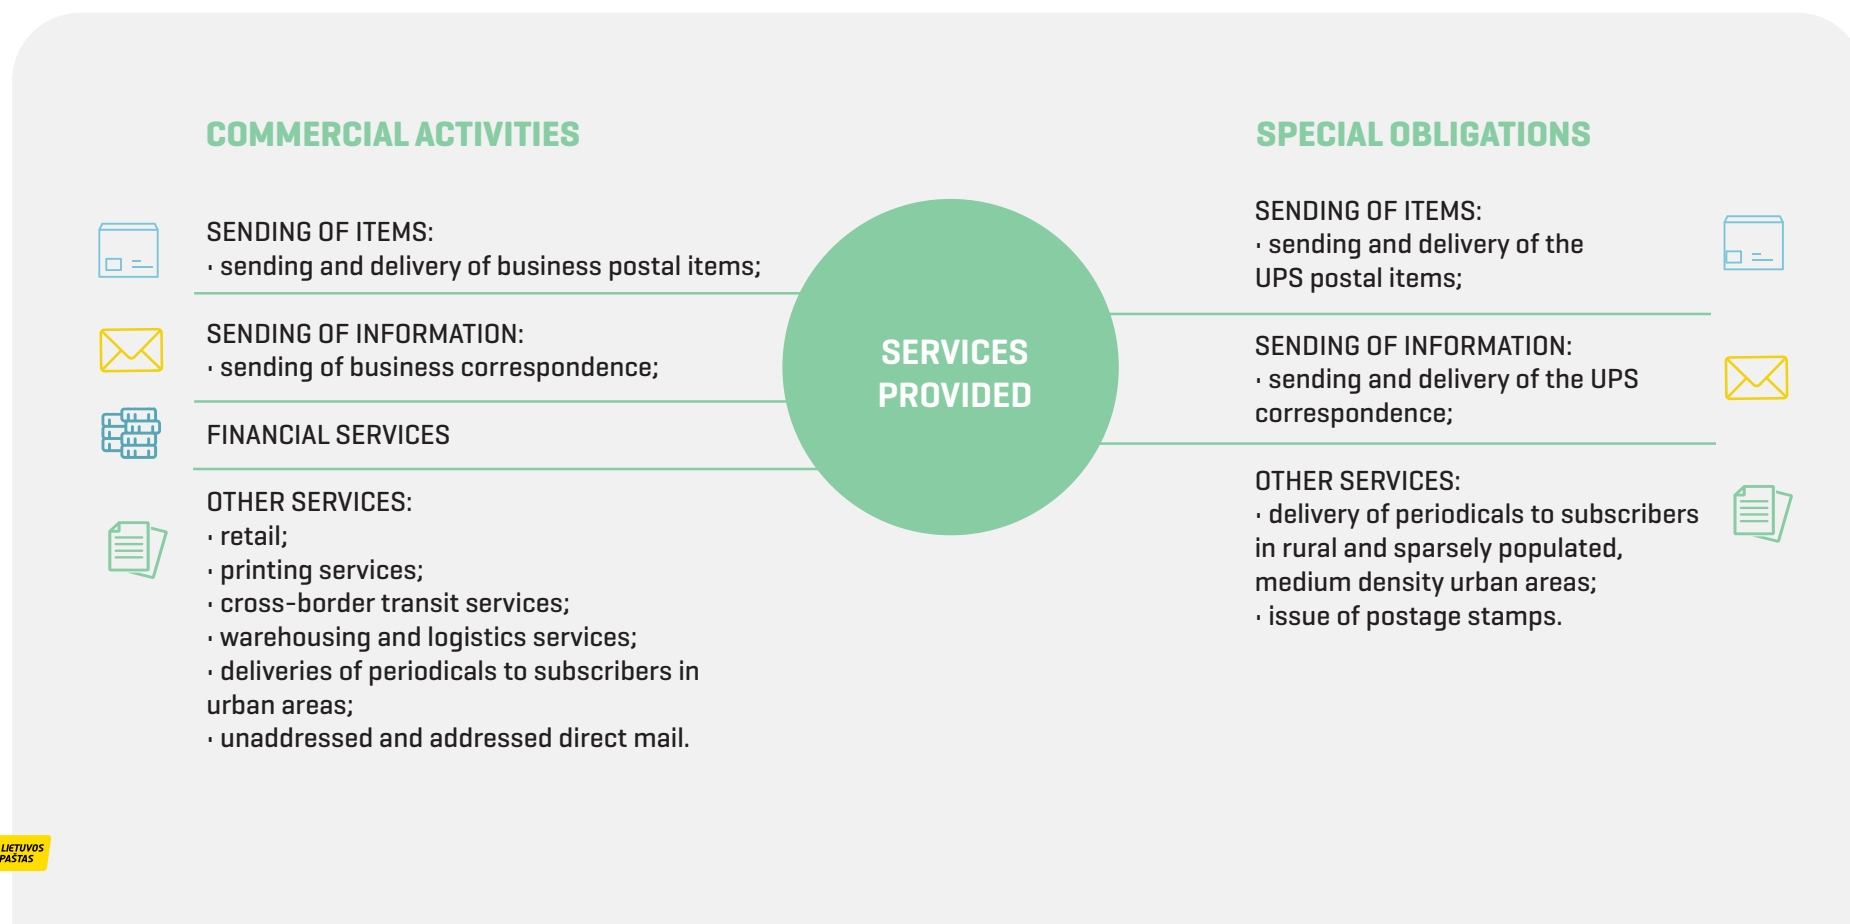 COMMERCIAL ACTIVITIES
SENDING OF ITEMS:
· sending and delivery of business postal items;
SENDING OF INFORMATION:
· sending of business correspondence;
FINANCIAL SERVICES
OTHER SERVICES:
· retail;
· printing services;
· cross-border transit services;
· warehousing and logistics services;
· deliveries of periodicals to subscribers in
urban areas;
· unaddressed and addressed direct mail.
SERVICES
PROVIDED
SPECIAL OBLIGATIONS
SENDING OF ITEMS:
· sending and delivery of the
UPS postal items;
SENDING OF INFORMATION:
· sending and delivery of the UPS
correspondence;
OTHER SERVICES:
· delivery of periodicals to subscribers
in rural and sparsely populated,
medium density urban areas;
· issue of postage stamps.
LIETUVOS
PAŠTAS